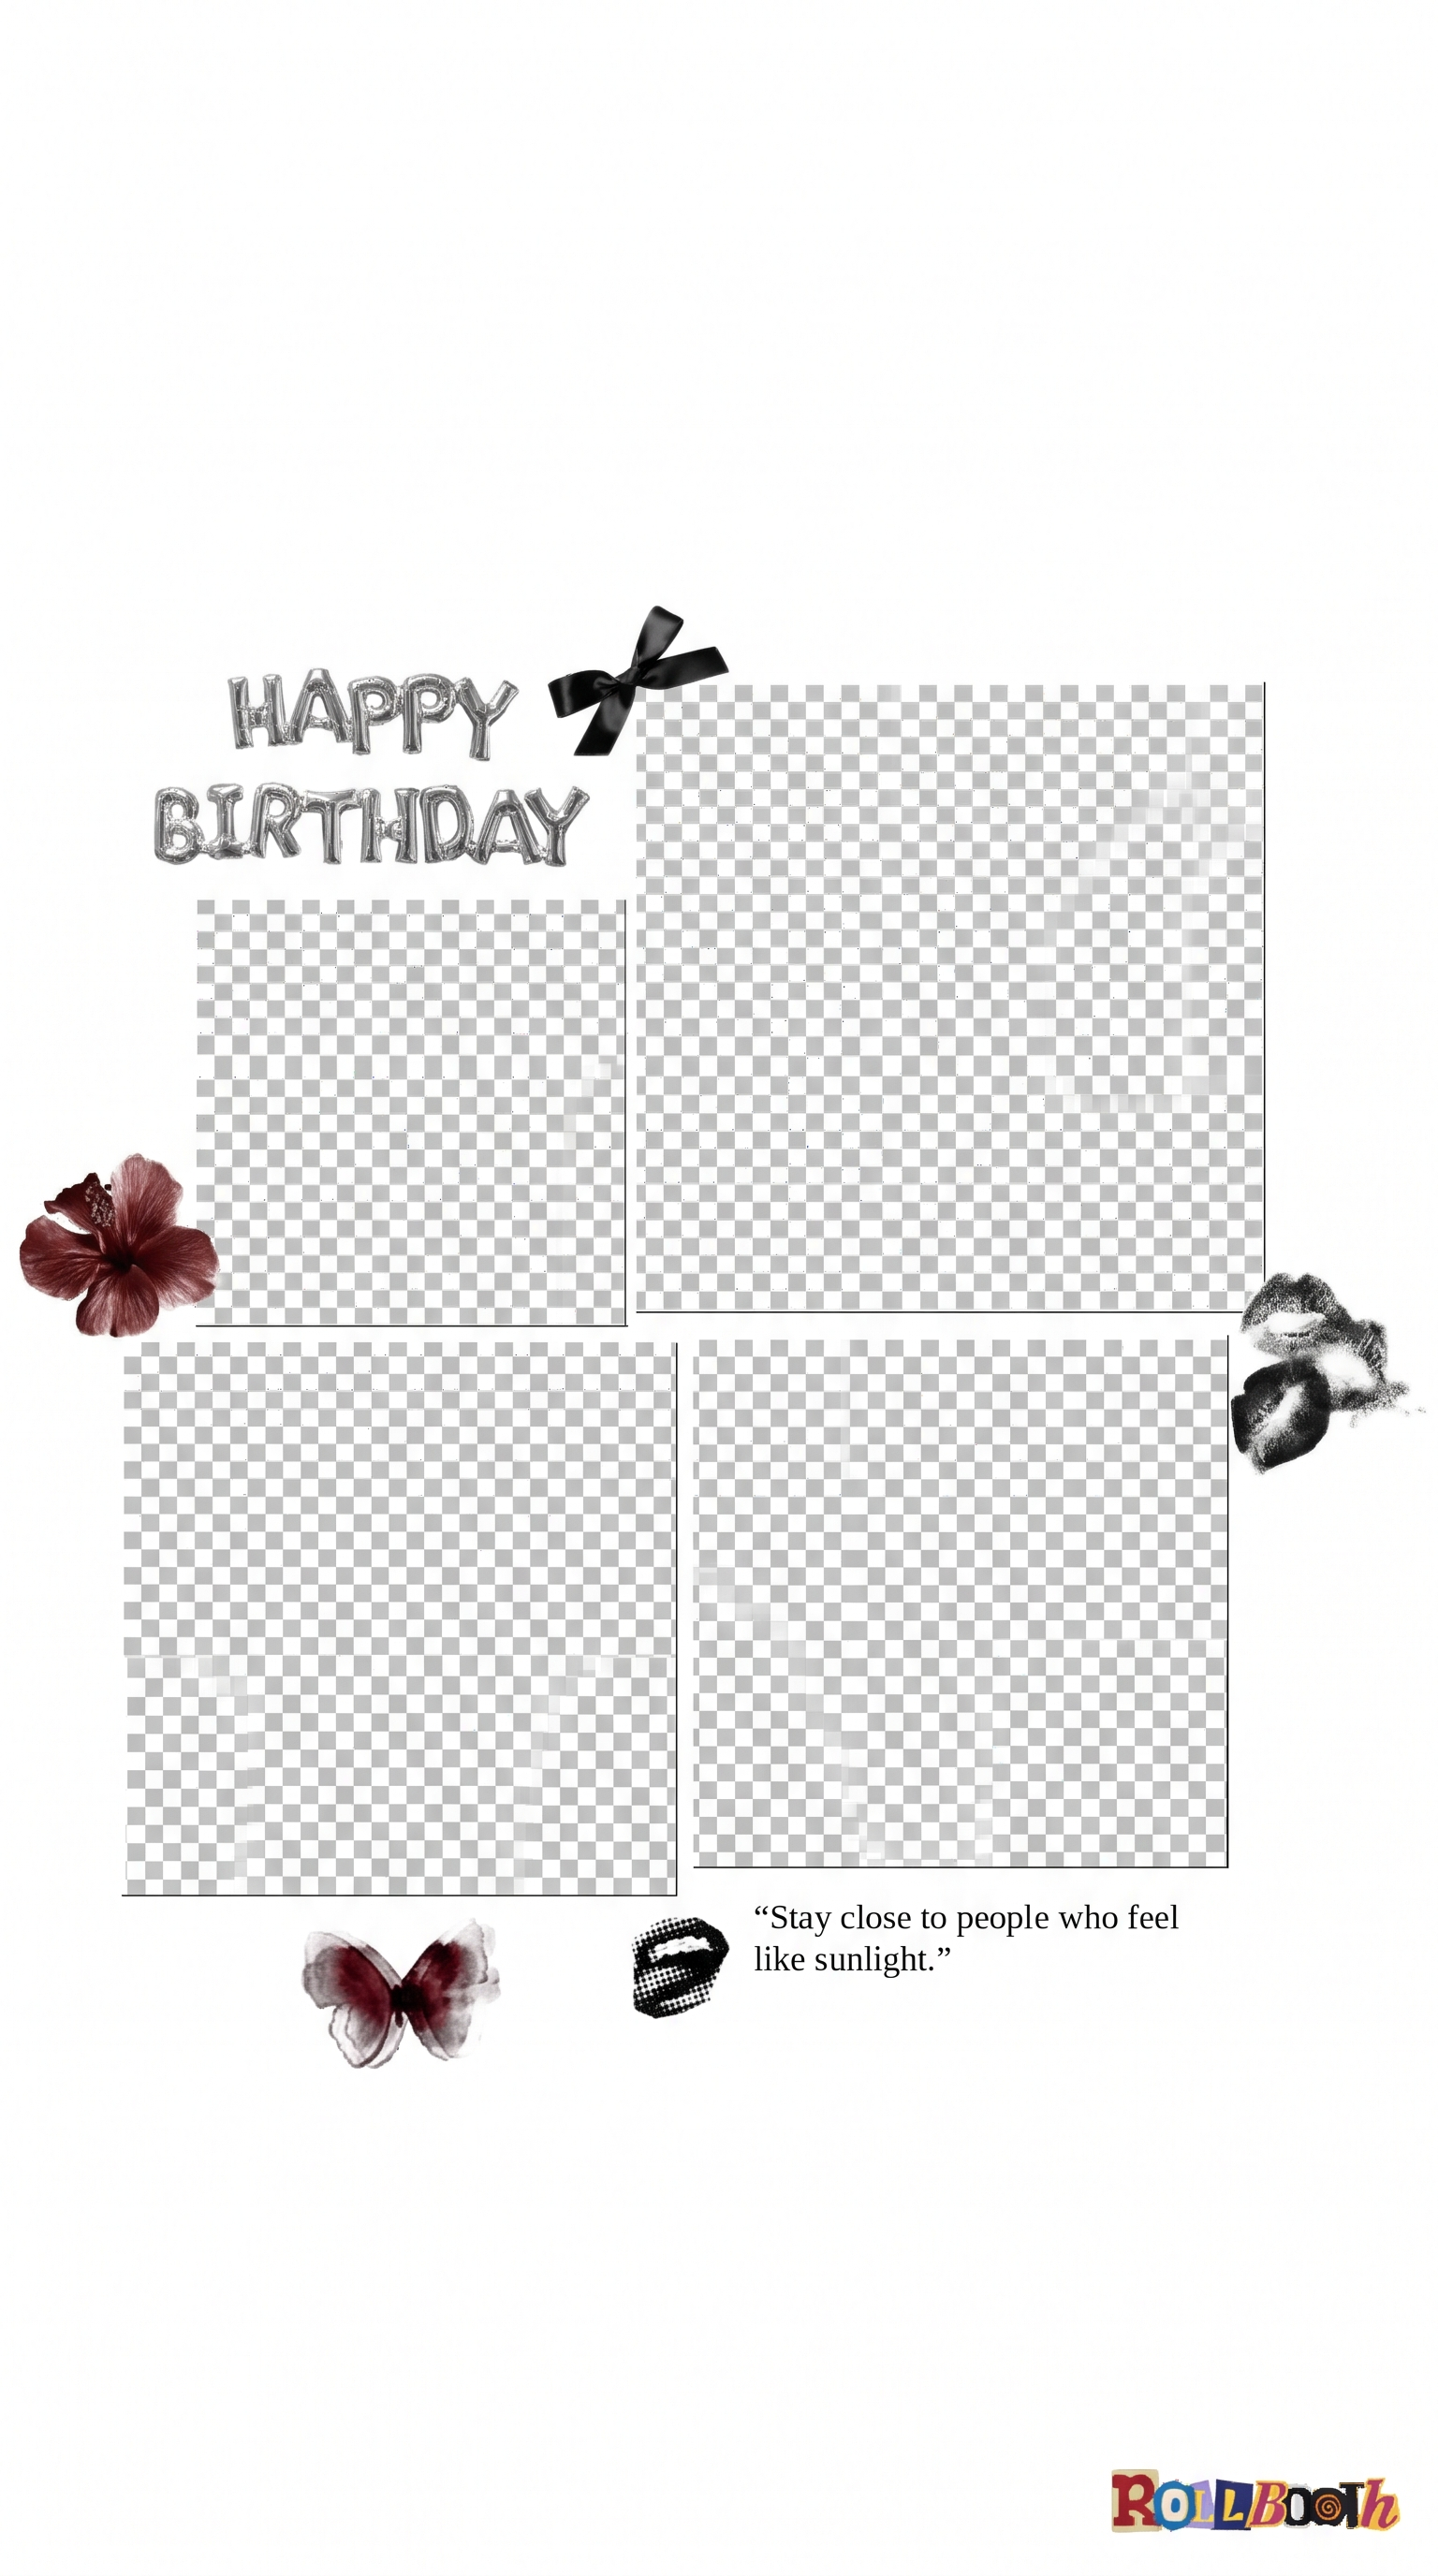 HAPPY
BIRTHDAY
“Stay close to people who feel
like sunlight.”
ROLLBOOTh